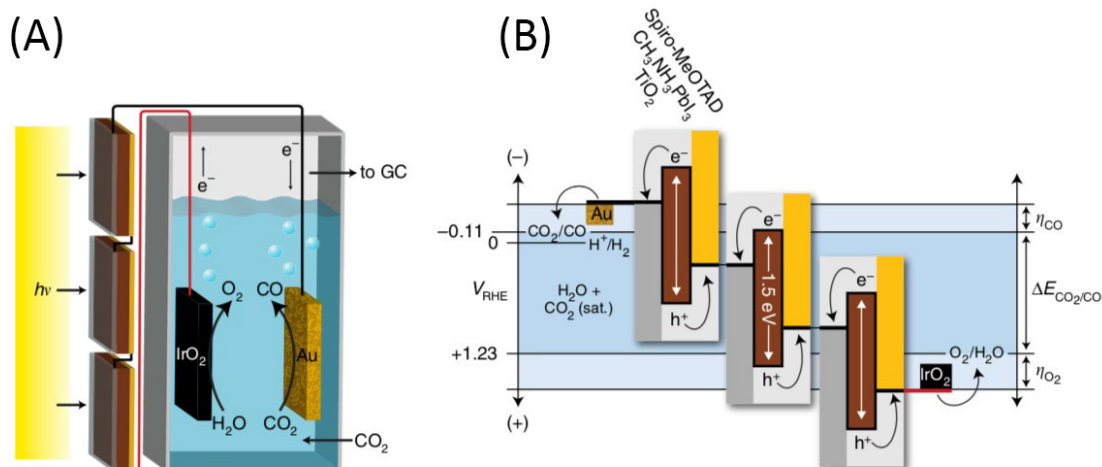 (A)
(B)
e⁻
e⁻
to GC
hν
O₂
CO
IrO₂
Au
H₂O
CO₂
CO₂
Spiro-MeOTAD
CH₃NH₃PbI₃
TiO₂
(−)
e⁻
Au
CO₂/CO
−0.11
0
H⁺/H₂
e⁻
η_CO
V_RHE
H₂O +
CO₂ (sat.)
h⁺
1.5 eV
e⁻
ΔE_CO₂/CO
+1.23
h⁺
O₂/H₂O
IrO₂
η_O₂
(+)
h⁺